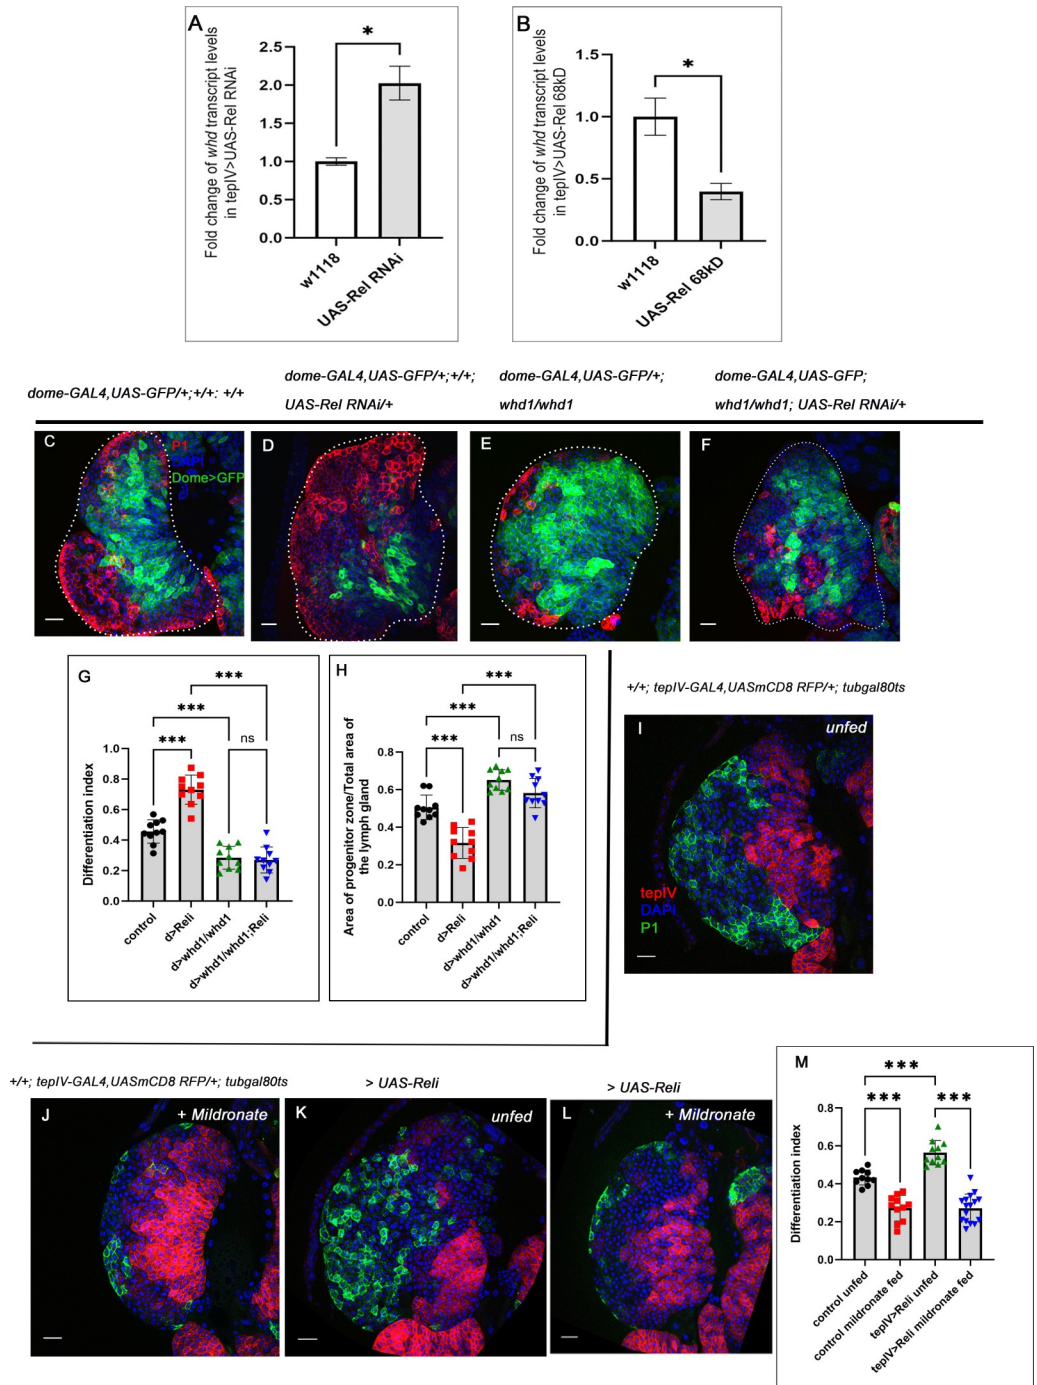 A
Fold change of whd transcript levels
in tepIV>UAS-Rel RNAi
2.5
2.0
1.5
1.0
0.5
0.0
*
w1118
UAS-Rel RNAi
B
Fold change of whd transcript levels
in tepIV>UAS-Rel 68kD
1.5
1.0
0.5
0.0
*
w1118
UAS-Rel 68kD
dome-GAL4,UAS-GFP/+;+/+: +/+
dome-GAL4,UAS-GFP/+;+/+;
UAS-Rel RNAi/+
dome-GAL4,UAS-GFP/+;
whd1/whd1
dome-GAL4,UAS-GFP;
whd1/whd1; UAS-Rel RNAi/+
C
P1
DAPI
Dome>GFP
D
E
F
G
Differentiation index
1.0
0.8
0.6
0.4
0.2
0.0
***
***
***
ns
control
d>Reli
d>whd1/whd1
d>whd1/whd1;Reli
H
Area of progenitor zone/Total area of
the lymph gland
0.8
0.6
0.4
0.2
0.0
***
***
***
ns
control
d>Reli
d>whd1/whd1
d>whd1/whd1;Reli
+/+; tepIV-GAL4,UASmCD8 RFP/+; tubgal80ts
I
unfed
tepIV
DAPI
P1
+/+; tepIV-GAL4,UASmCD8 RFP/+; tubgal80ts
> UAS-Reli
> UAS-Reli
J
+ Mildronate
K
unfed
L
+ Mildronate
M
Differentiation index
0.8
0.6
0.4
0.2
0.0
***
***
***
control unfed
control mildronate fed
tepIV>Reli unfed
tepIV>Reli mildronate fed